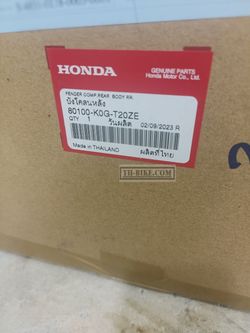 HONDA
GENUINE PARTS
Honda Motor Co., Ltd.
FENDER COMP,REAR BODY RR.
บังโคลนหลัง
80100-K0G-T20ZE
QTY 1 วันผลิต 02/09/2023 R
Made in THAILAND ผลิตที่ไทย
TH-BIKE.COM